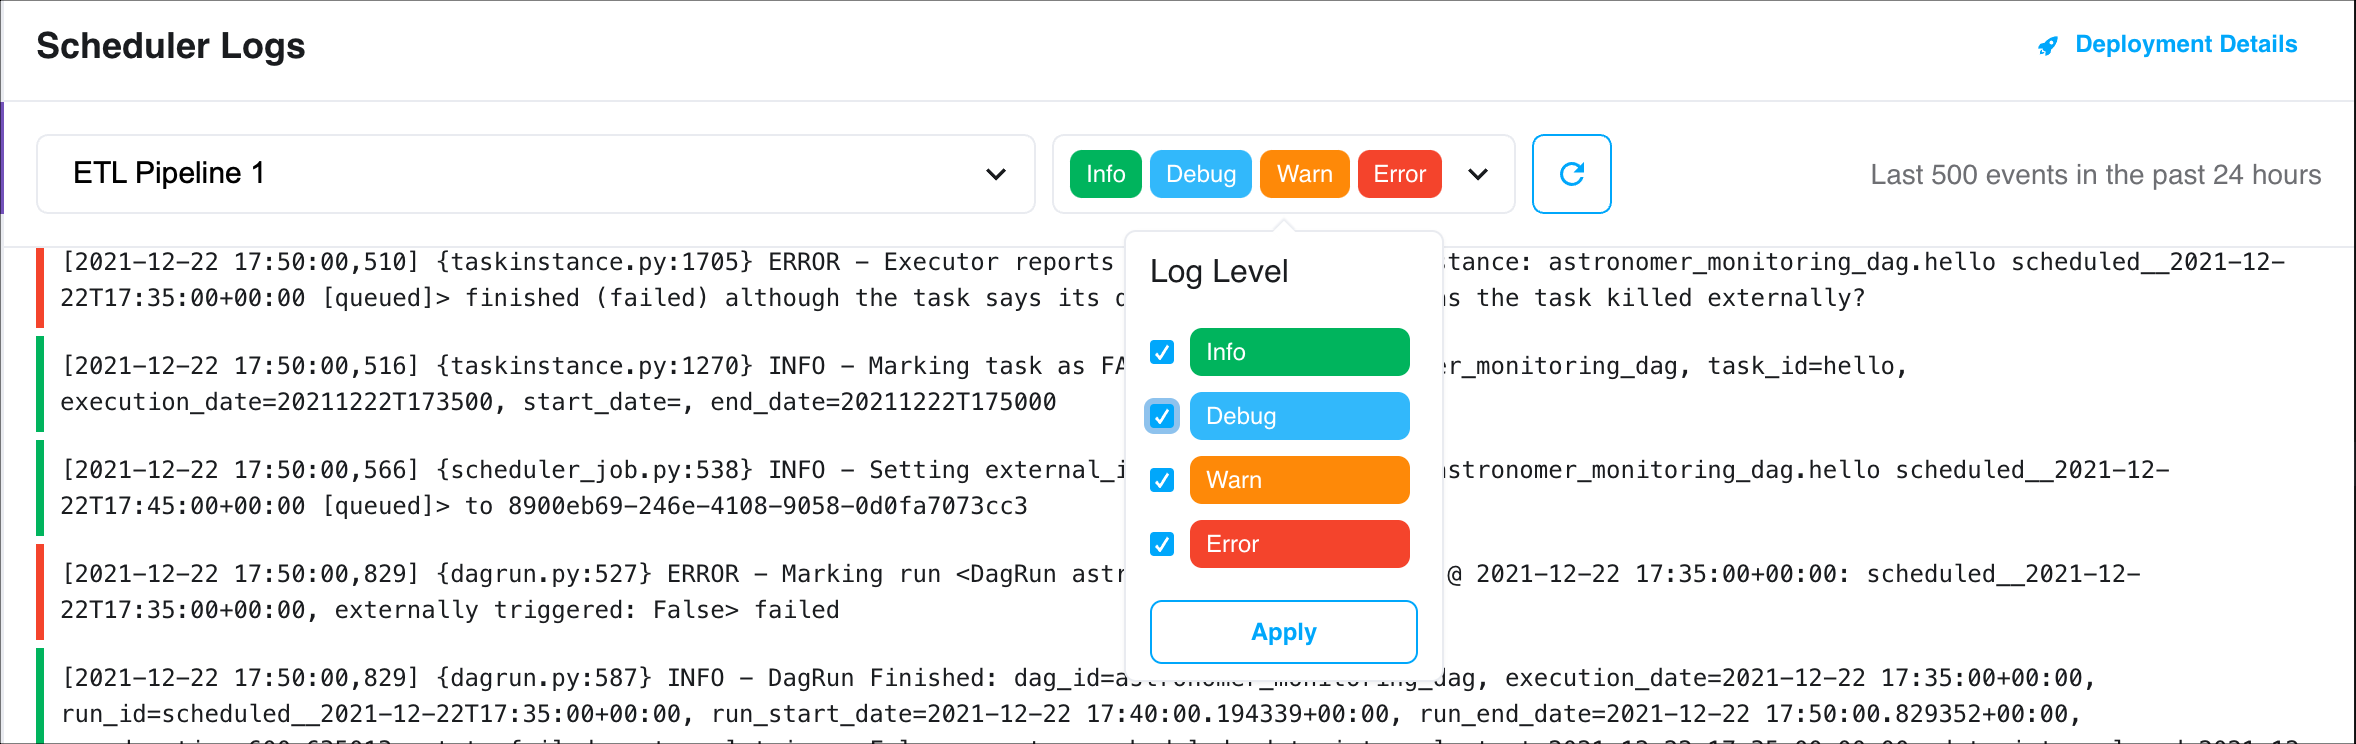 Scheduler Logs
Deployment Details
ETL Pipeline 1
Info Debug Warn Error
Last 500 events in the past 24 hours
[2021-12-22 17:50:00,510] {taskinstance.py:1705} ERROR - Executor reports stance: astronomer_monitoring_dag.hello scheduled__2021-12-
22T17:35:00+00:00 [queued]> finished (failed) although the task says its the task killed externally?
[2021-12-22 17:50:00,516] {taskinstance.py:1270} INFO - Marking task as FA r_monitoring_dag, task_id=hello,
execution_date=20211222T173500, start_date=, end_date=20211222T175000
[2021-12-22 17:50:00,566] {scheduler_job.py:538} INFO - Setting external_i astronomer_monitoring_dag.hello scheduled__2021-12-
22T17:45:00+00:00 [queued]> to 8900eb69-246e-4108-9058-0d0fa7073cc3
[2021-12-22 17:50:00,829] {dagrun.py:527} ERROR - Marking run <DagRun astr @ 2021-12-22 17:35:00+00:00: scheduled__2021-12-
22T17:35:00+00:00, externally triggered: False> failed
[2021-12-22 17:50:00,829] {dagrun.py:587} INFO - DagRun Finished: dag_id=astronomer_monitoring_dag, execution_date=2021-12-22 17:35:00+00:00,
run_id=scheduled__2021-12-22T17:35:00+00:00, run_start_date=2021-12-22 17:40:00.194339+00:00, run_end_date=2021-12-22 17:50:00.829352+00:00,
Log Level
Info
Debug
Warn
Error
Apply